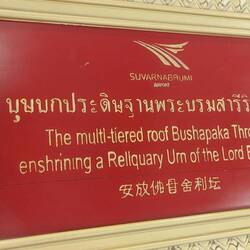 SUVARNABHUMI
AIRPORT
บุษบกประดิษฐานพระบรมสารีริ
The multi-tiered roof Bushapaka Thro
enshrining a Reliquary Urn of the Lord B
安放佛舍利坛